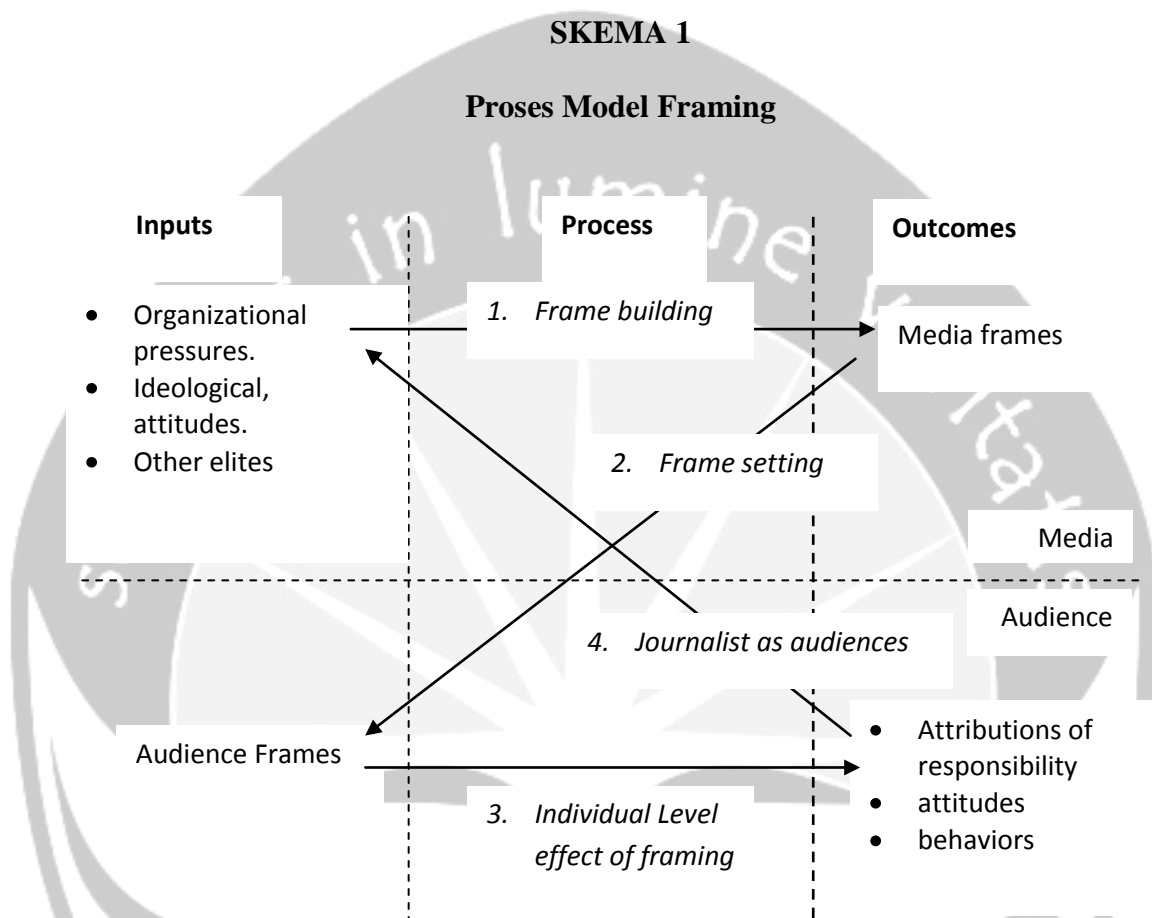 SKEMA 1
Proses Model Framing
Inputs
Process
Outcomes
• Organizational
pressures.
• Ideological,
attitudes.
• Other elites
1. Frame building
Media frames
2. Frame setting
Media
Audience
4. Journalist as audiences
Audience Frames
• Attributions of
responsibility
• attitudes
• behaviors
3. Individual Level
effect of framing
in lumine